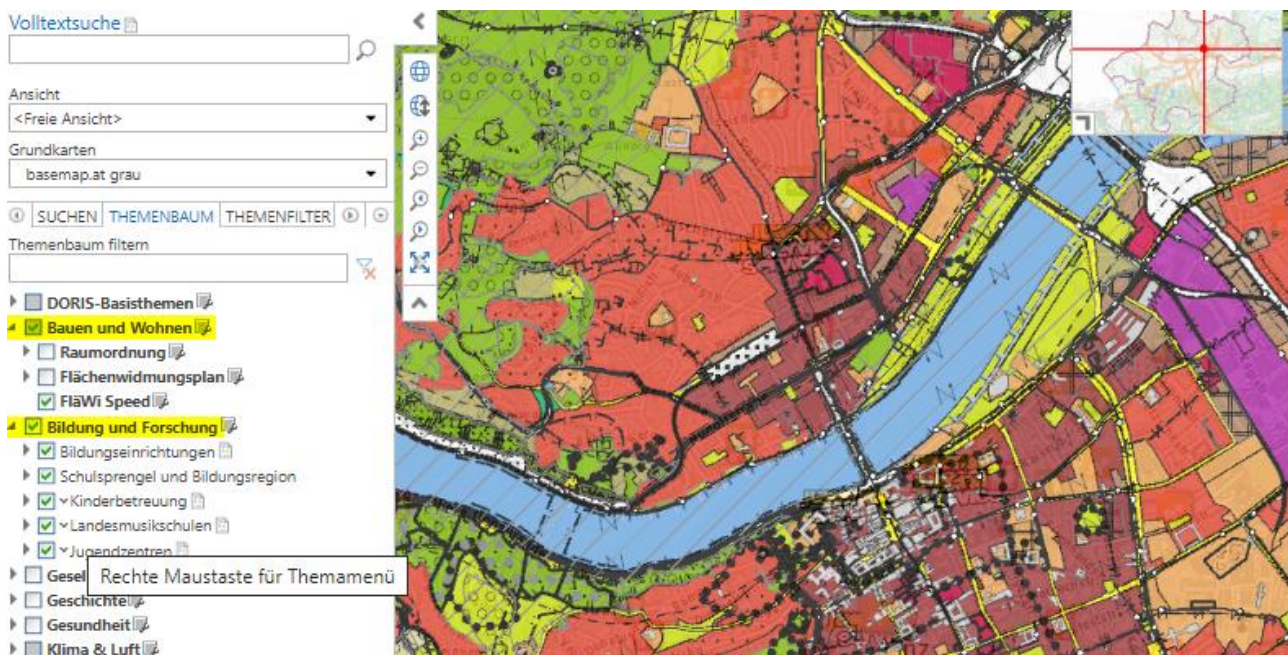 Volltextsuche
Ansicht
<Freie Ansicht>
Grundkarten
basemap.at grau
SUCHEN THEMENBAUM THEMENFILTER
Themenbaum filtern
DORIS-Basisthemen
Bauen und Wohnen
Raumordnung
Flächenwidmungsplan
FläWi Speed
Bildung und Forschung
Bildungseinrichtungen
Schulsprengel und Bildungsregion
Kinderbetreuung
Landesmusikschulen
Jugendzentren
Gesel
Rechte Maustaste für Themamenü
Geschichte
Gesundheit
Klima & Luft